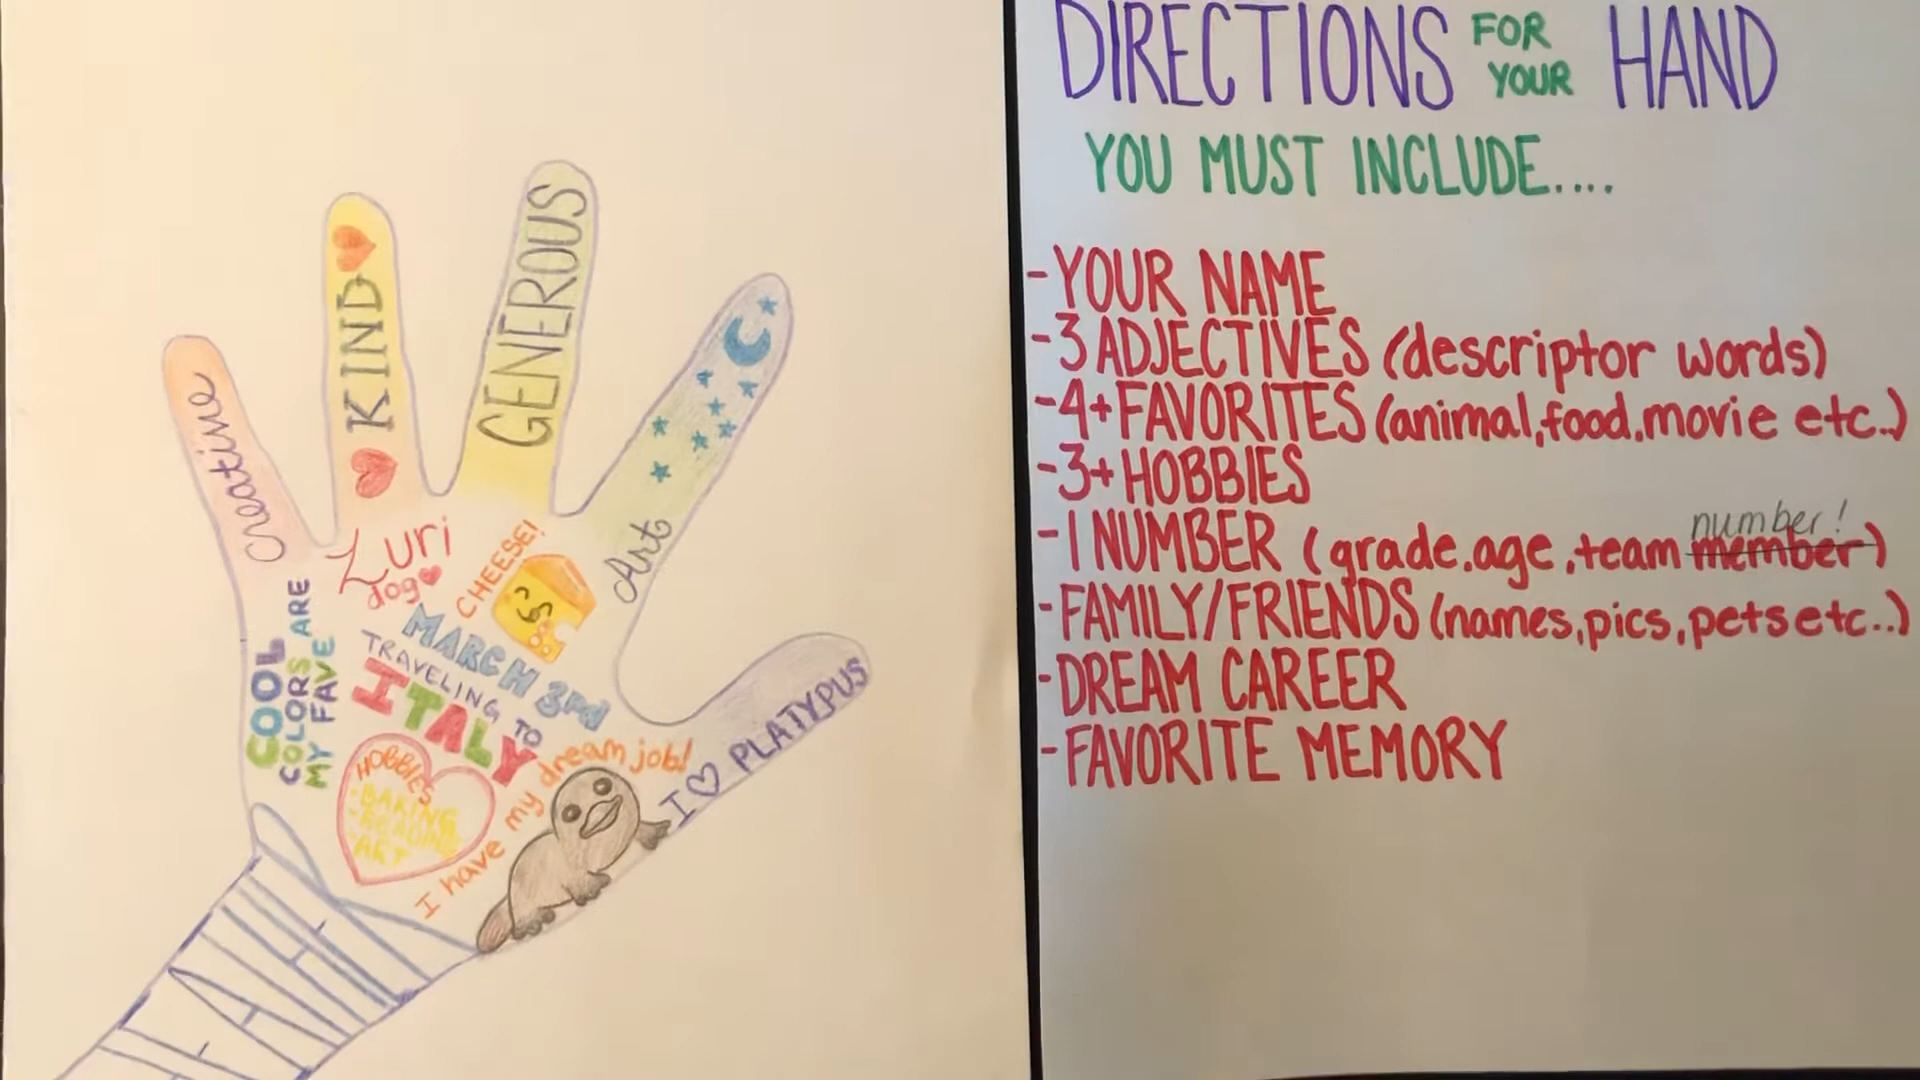 creative
KIND
GENEROUS
Art
I ♡ PLATYPUS
Luri
dog
CHEESE!
MARCH 3rd
TRAVELING TO
ITALY
COOL
COLORS ARE
MY FAVE
HOBBIES
-BAKING
-READING
-ART
I have my dream job!
DIRECTIONS FOR YOUR HAND
YOU MUST INCLUDE....
-YOUR NAME
-3 ADJECTIVES (descriptor words)
-4+ FAVORITES (animal, food, movie etc..)
-3+ HOBBIES
number!
-1 NUMBER (grade, age, team member)
-FAMILY/FRIENDS (names, pics, pets etc..)
-DREAM CAREER
-FAVORITE MEMORY